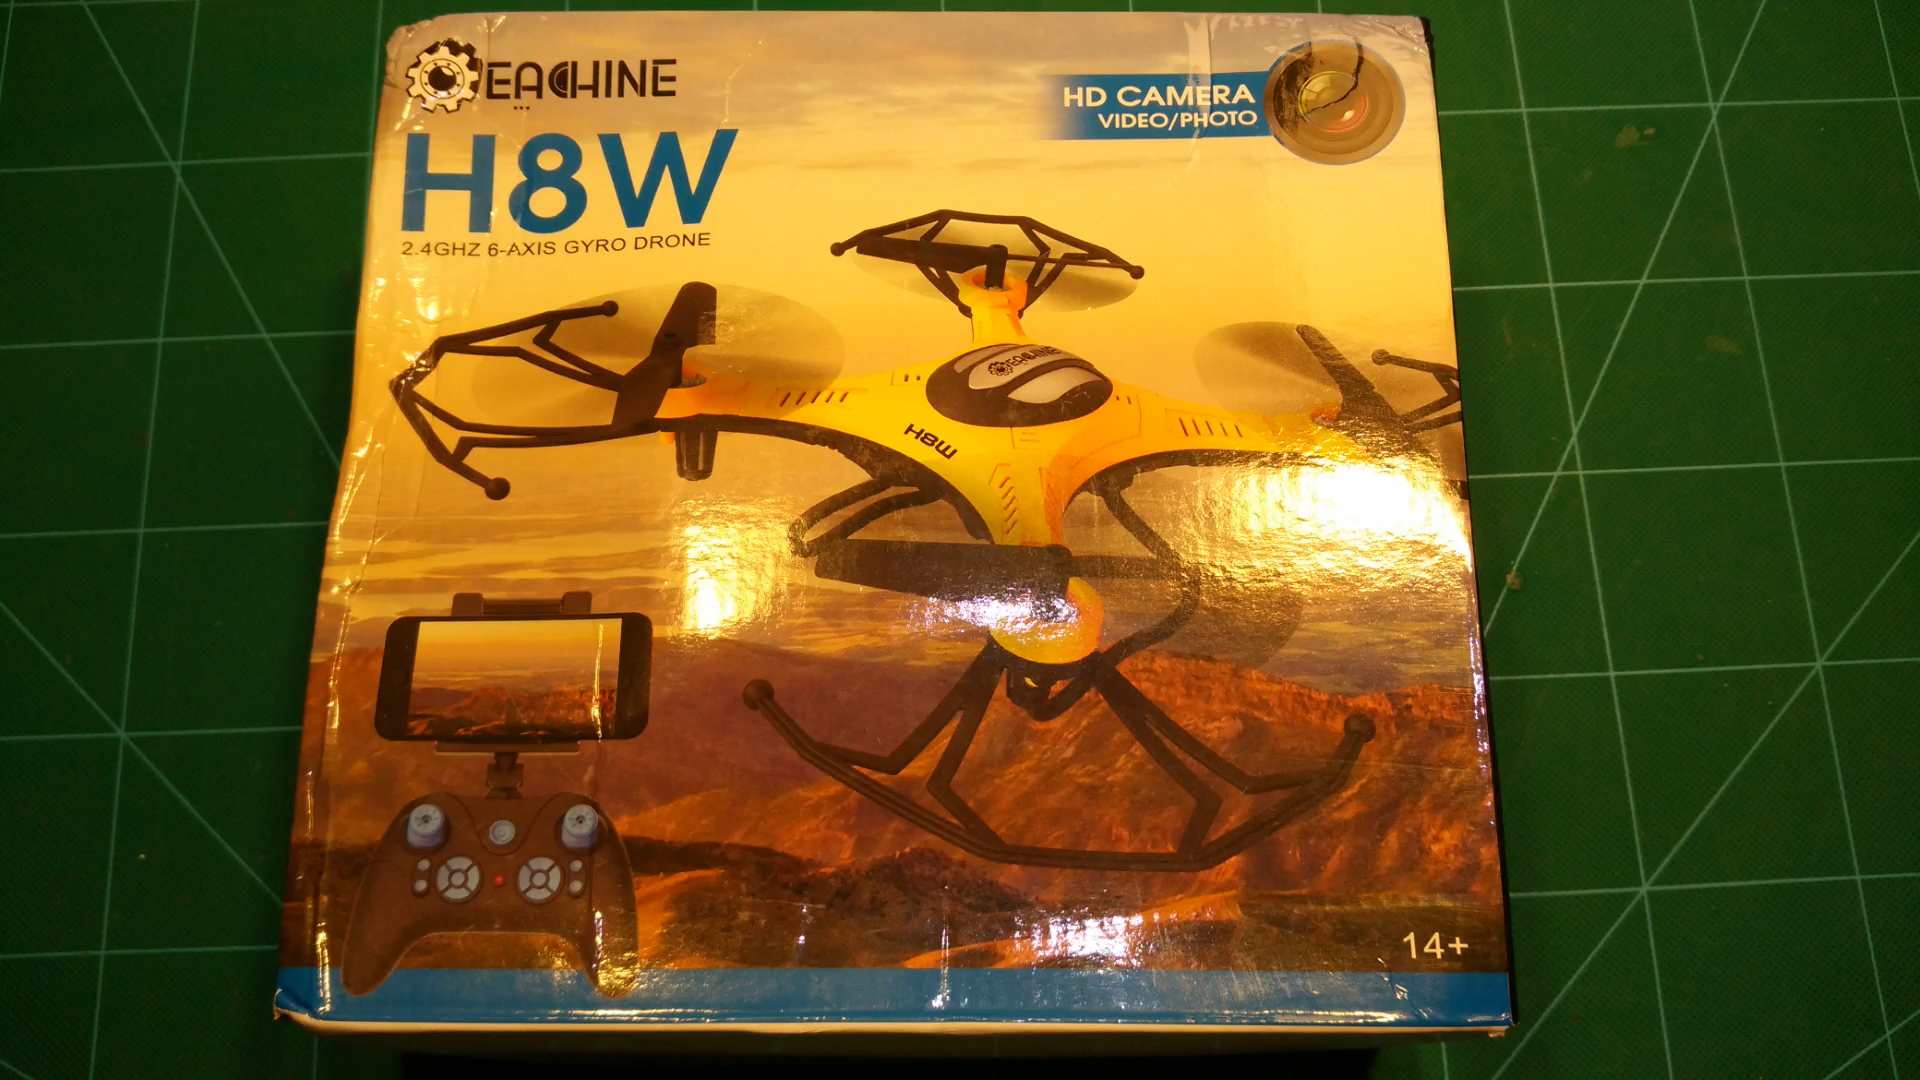 EACHINE
H8W
2.4GHZ 6-AXIS GYRO DRONE
HD CAMERA
VIDEO/PHOTO
EACHINE
H8W
14+